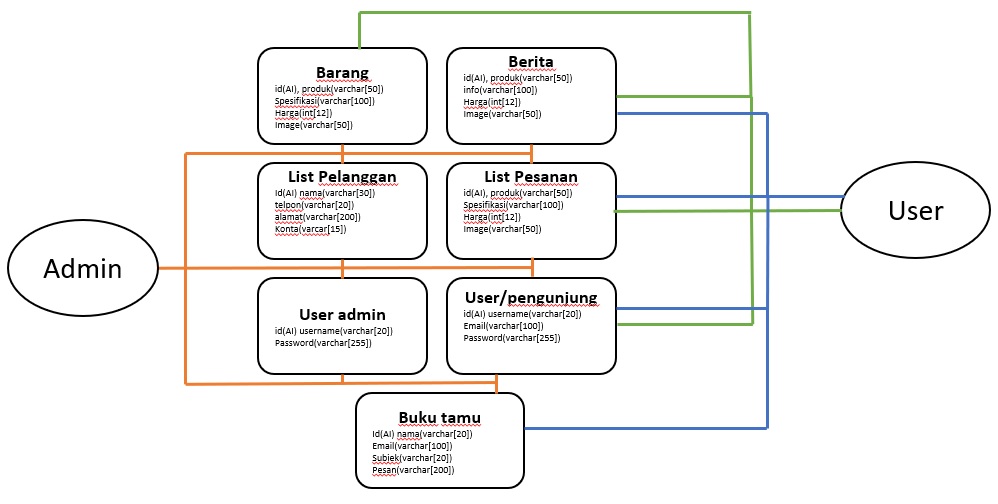 Barang
id(AI), produk(varchar[50])
Spesifikasi(varchar[100])
Harga(int[12])
Image(varchar[50])
Berita
id(AI), produk(varchar[50])
info(varchar[100])
Harga(int[12])
Image(varchar[50])
List Pelanggan
Id(AI) nama(varchar[30])
telpon(varchar[20])
alamat(varchar[200])
Konta(varcar[15])
List Pesanan
id(AI), produk(varchar[50])
Spesifikasi(varchar[100])
Harga(int[12])
Image(varchar[50])
Admin
User
User admin
id(AI) username(varchar[20])
Password(varchar[255])
User/pengunjung
id(AI) username(varchar[20])
Email(varchar[100])
Password(varchar[255])
Buku tamu
Id(AI) nama(varchar[20])
Email(varchar[100])
Subjek(varchar[20])
Pesan(varchar[200])